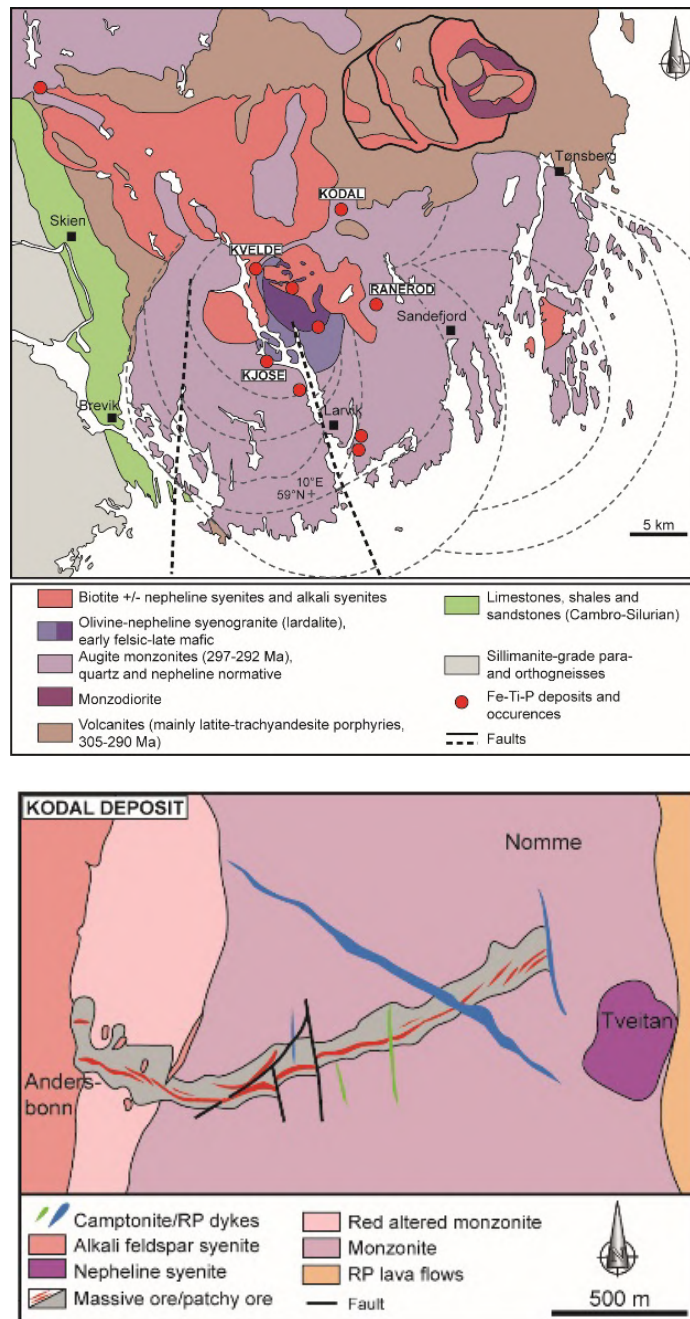 N
Tønsberg
KODAL
Skien
KVELDE
RANEROD
Sandefjord
KJOSE
Brevik
Larvik
10°E
59°N +
5 km
Biotite +/- nepheline syenites and alkali syenites
Olivine-nepheline syenogranite (lardalite),
early felsic-late mafic
Augite monzonites (297-292 Ma),
quartz and nepheline normative
Monzodiorite
Volcanites (mainly latite-trachyandesite porphyries,
305-290 Ma)
Limestones, shales and
sandstones (Cambro-Silurian)
Sillimanite-grade para-
and orthogneisses
Fe-Ti-P deposits and
occurences
Faults
KODAL DEPOSIT
Nomme
Tveitan
Anders-
bonn
Camptonite/RP dykes
Alkali feldspar syenite
Nepheline syenite
Massive ore/patchy ore
Red altered monzonite
Monzonite
RP lava flows
Fault
N
500 m